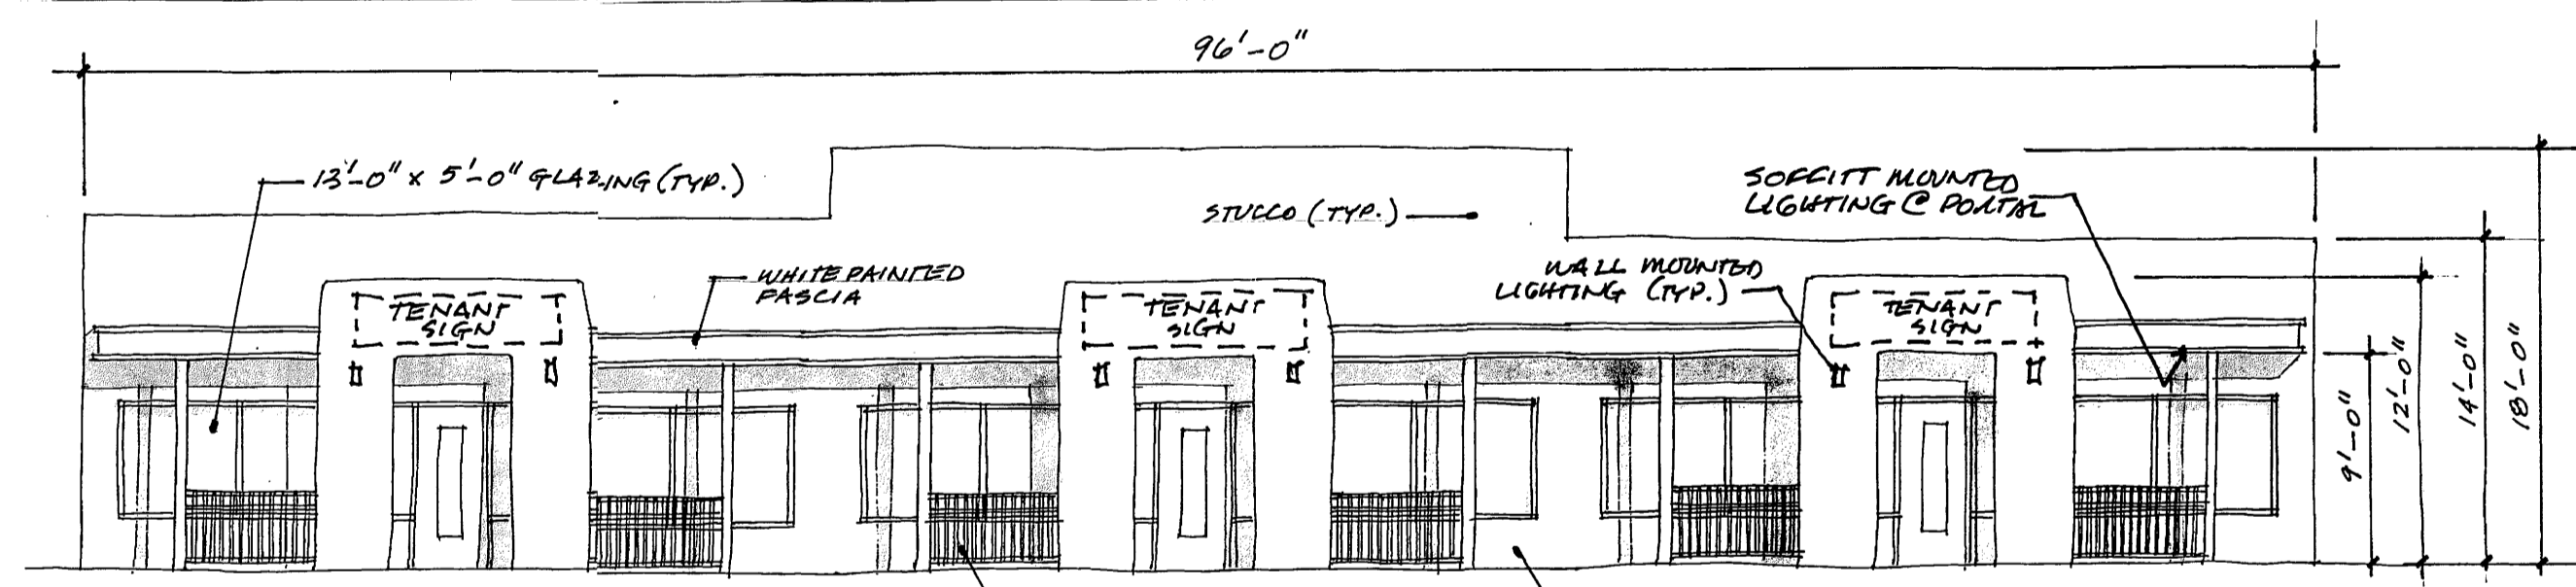 96'-0"
13'-0" x 5'-0" GLAZING (TYP.)
STUCCO (TYP.)
SOFFITT MOUNTED
LIGHTING @ PORTAL
WHITE PAINTED
FASCIA
WALL MOUNTED
LIGHTING (TYP.)
TENANT
SIGN
TENANT
SIGN
TENANT
SIGN
9'-0"
12'-0"
14'-0"
18'-0"